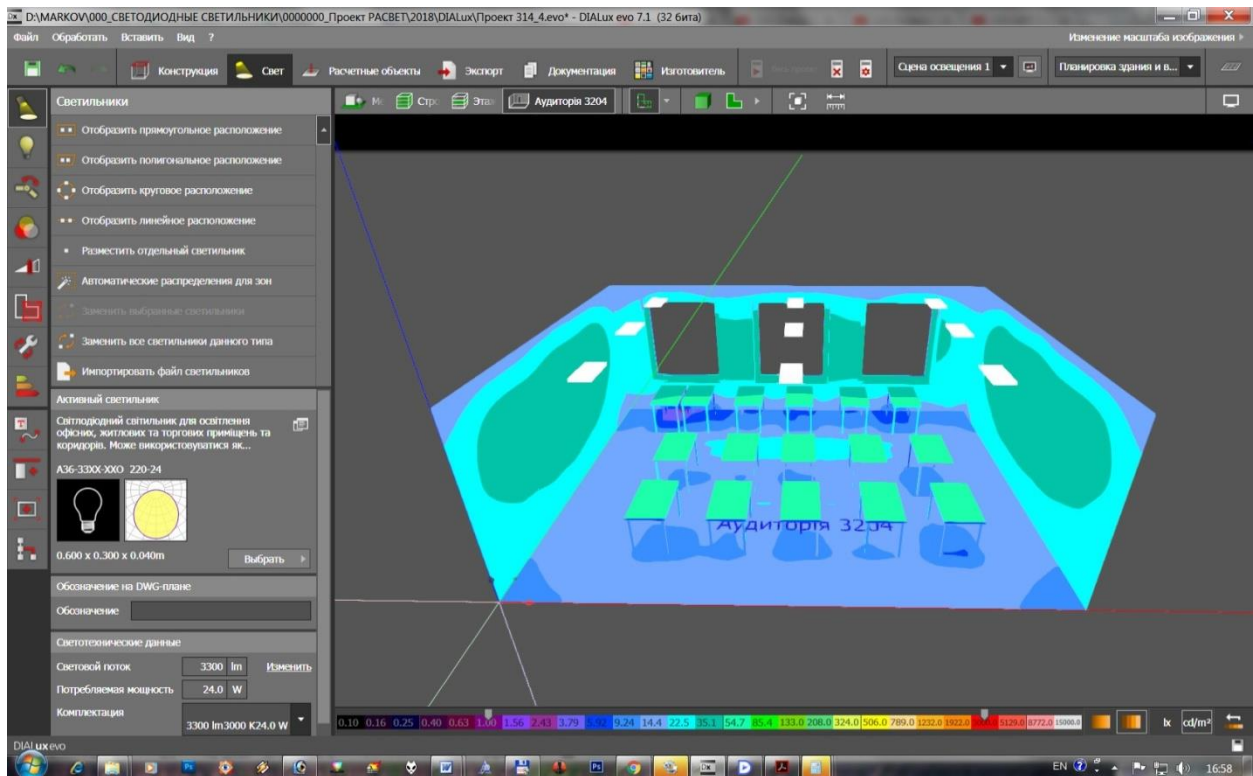 D:\MARKOV\000_СВЕТОДИОДНЫЕ СВЕТИЛЬНИКИ\0000000_Проект РАСВЕТ\2018\DIALux\Проект 314_4.evo* - DIALux evo 7.1 (32 бита)
Файл Обработать Вставить Вид ?
Изменение масштаба изображения
Конструкция Свет Расчетные объекты Экспорт Документация Изготовитель
Сцена освещения 1
Планировка здания и в...
Светильники
Стро Этаж Аудиторія 3204
Отобразить прямоугольное расположение
Отобразить полигональное расположение
Отобразить круговое расположение
Отобразить линейное расположение
Разместить отдельный светильник
Автоматические распределения для зон
Заменить выбранные светильники
Заменить все светильники данного типа
Импортировать файл светильников
Активный светильник
Світлодіодний світильник для освітлення
офісних, житлових та торгових приміщень та
коридорів. Може використовуватися як...
А36-33ХХ-ХХО 220-24
0.600 x 0.300 x 0.040m
Выбрать
Обозначение на DWG-плане
Обозначение
Светотехнические данные
Световой поток 3300 lm Изменить
Потребляемая мощность 24.0 W
Комплектация
3300 lm3000 K24.0 W
Аудиторія 3204
0.10 0.16 0.25 0.40 0.63 1.00 1.56 2.43 3.79 5.92 9.24 14.4 22.5 35.1 54.7 85.4 133.0 208.0 324.0 506.0 789.0 1232.0 1922.0 5129.0 8772.0 15000.0
lx cd/m²
DIALux evo
EN
16:58